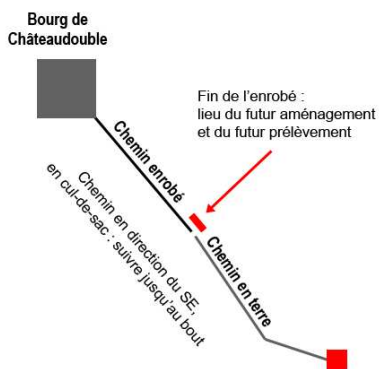 Bourg de
Châteaudouble
Fin de l'enrobé :
lieu du futur aménagement
et du futur prélèvement
Chemin enrobé
Chemin en direction du SE,
en cul-de-sac : suivre jusqu'au bout
Chemin en terre